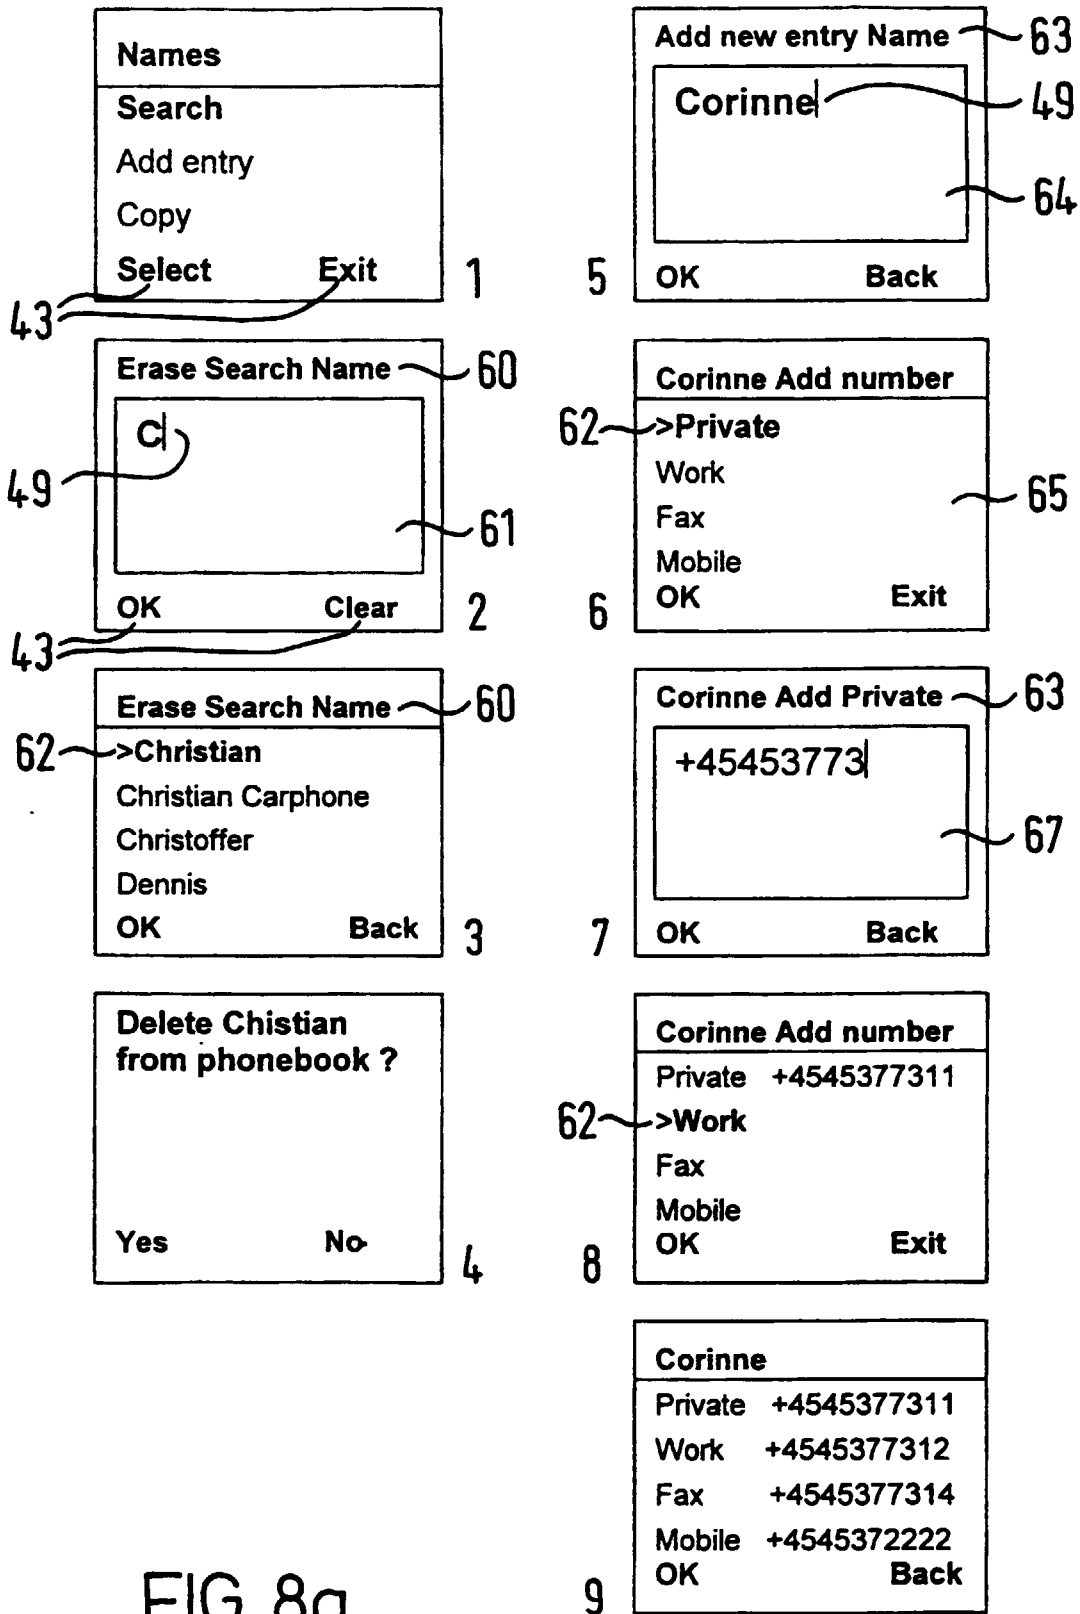 Names
Search
Add entry
Copy
Select Exit
1
43
Erase Search Name
60
C
49
61
OK Clear
2
43
Erase Search Name
60
62
>Christian
Christian Carphone
Christoffer
Dennis
OK Back
3
Delete Chistian
from phonebook ?
Yes No
4
Add new entry Name
63
Corinne
49
64
5
OK Back
Corinne Add number
62
>Private
Work
65
Fax
Mobile
6
OK Exit
Corinne Add Private
63
+45453773
67
7
OK Back
Corinne Add number
Private +4545377311
62
>Work
Fax
Mobile
8
OK Exit
Corinne
Private +4545377311
Work +4545377312
Fax +4545377314
Mobile +4545372222
9
OK Back
FIG. 8a